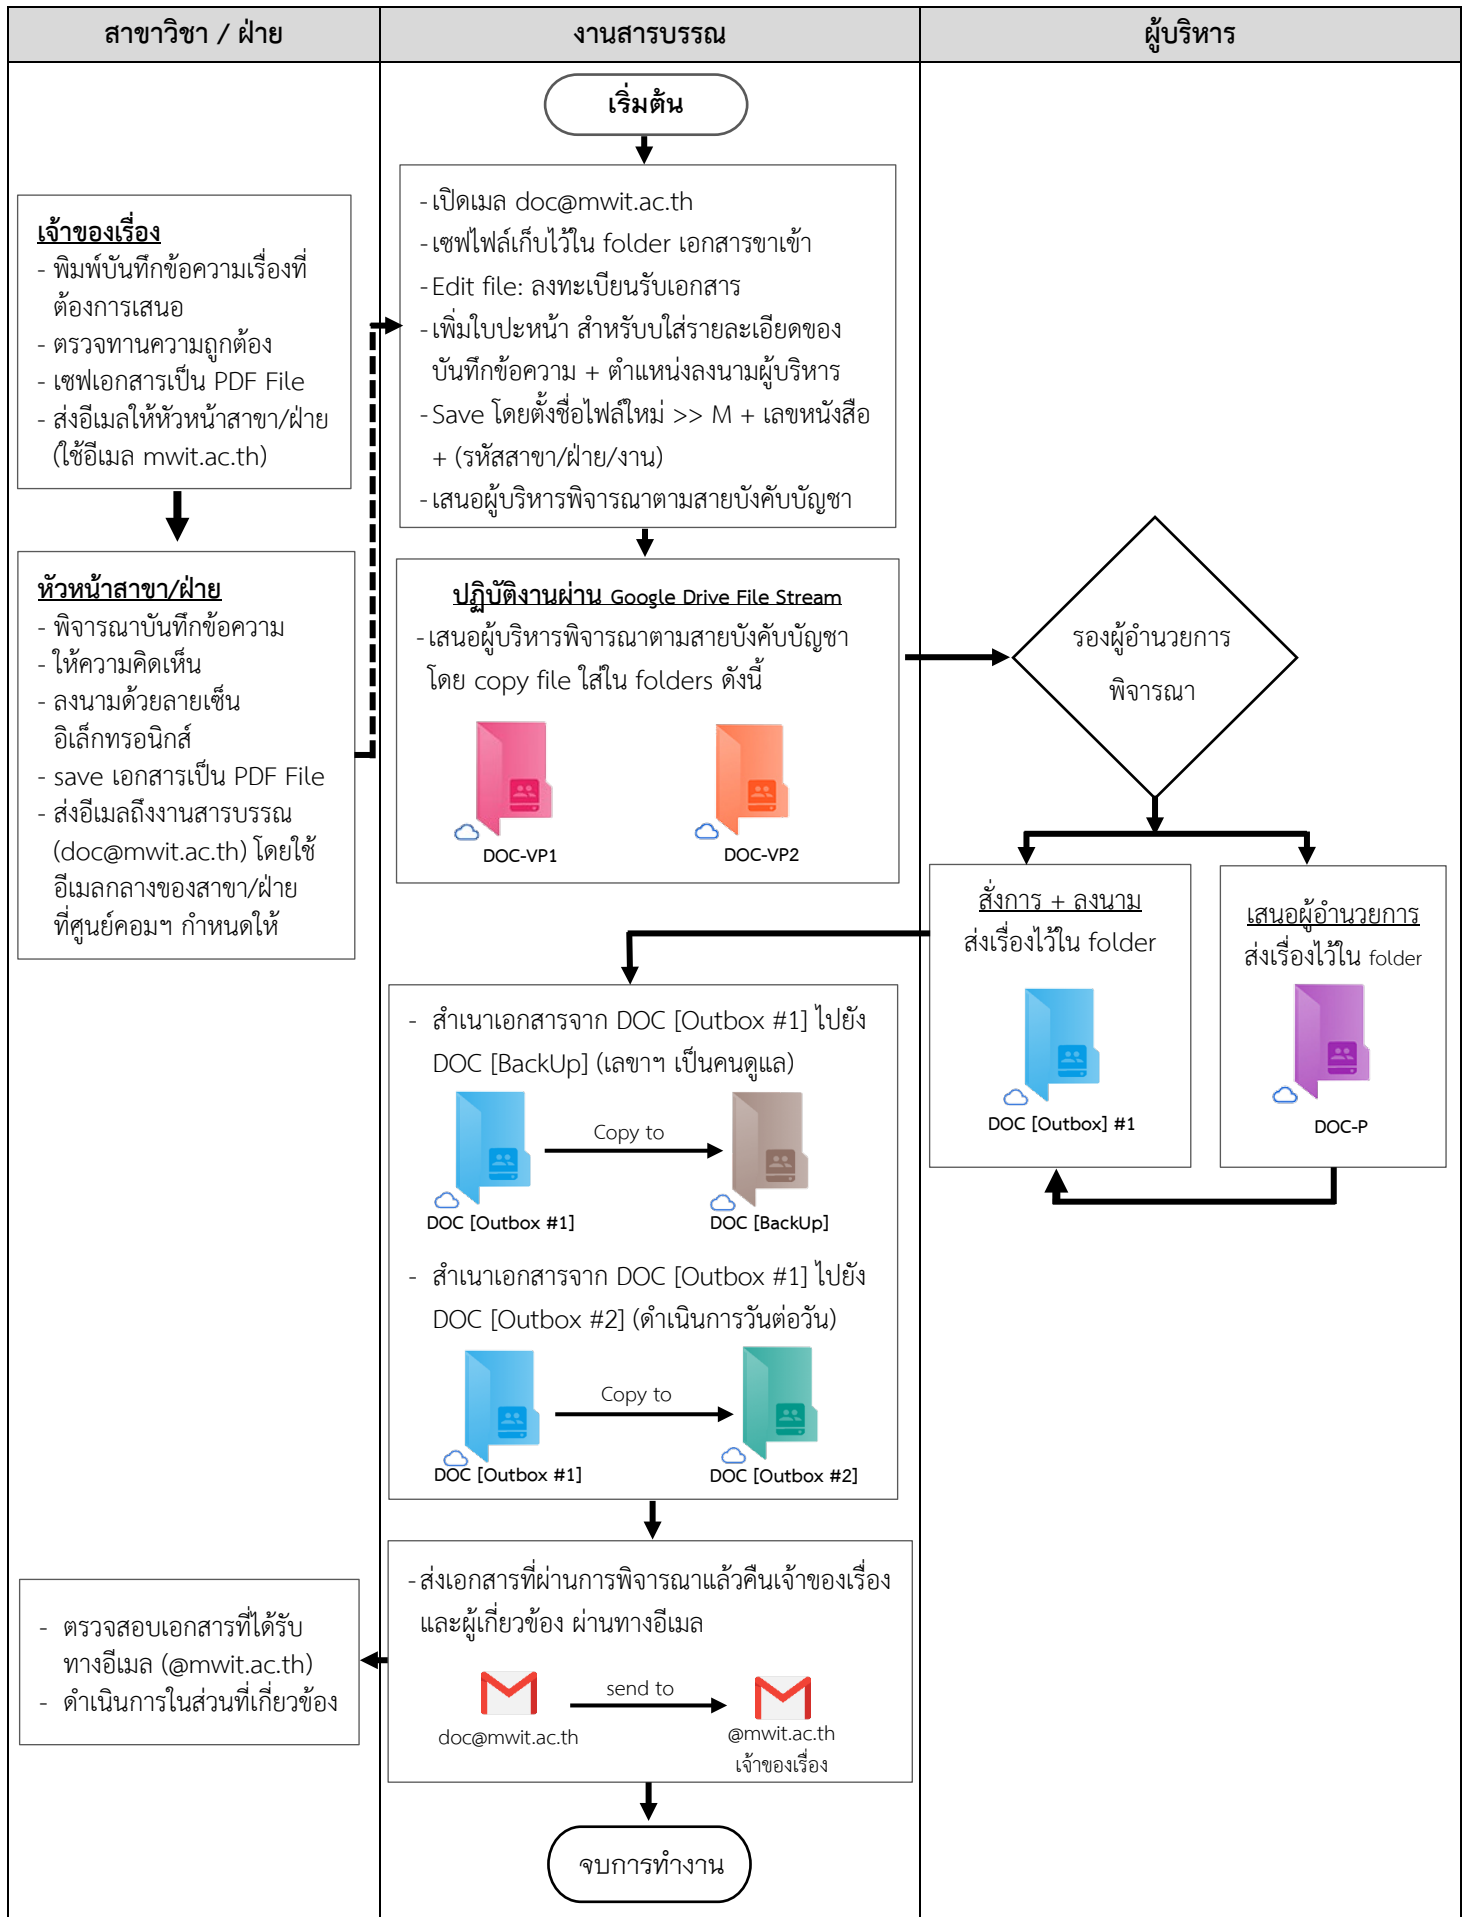 สาขาวิชา / ฝ่าย
งานสารบรรณ
ผู้บริหาร
เริ่มต้น
เจ้าของเรื่อง
- พิมพ์บันทึกข้อความเรื่องที่
ต้องการเสนอ
- ตรวจทานความถูกต้อง
- เซฟเอกสารเป็น PDF File
- ส่งอีเมลให้หัวหน้าสาขา/ฝ่าย
(ใช้อีเมล mwit.ac.th)
หัวหน้าสาขา/ฝ่าย
- พิจารณาบันทึกข้อความ
- ให้ความคิดเห็น
- ลงนามด้วยลายเซ็น
อิเล็กทรอนิกส์
- save เอกสารเป็น PDF File
- ส่งอีเมลถึงงานสารบรรณ
(doc@mwit.ac.th) โดยใช้
อีเมลกลางของสาขา/ฝ่าย
ที่ศูนย์คอมฯ กำหนดให้
- เปิดเมล doc@mwit.ac.th
- เซฟไฟล์เก็บไว้ใน folder เอกสารขาเข้า
- Edit file: ลงทะเบียนรับเอกสาร
- เพิ่มใบปะหน้า สำหรับบใส่รายละเอียดของ
บันทึกข้อความ + ตำแหน่งลงนามผู้บริหาร
- Save โดยตั้งชื่อไฟล์ใหม่ >> M + เลขหนังสือ
+ (รหัสสาขา/ฝ่าย/งาน)
- เสนอผู้บริหารพิจารณาตามสายบังคับบัญชา
ปฏิบัติงานผ่าน Google Drive File Stream
- เสนอผู้บริหารพิจารณาตามสายบังคับบัญชา
โดย copy file ใส่ใน folders ดังนี้
DOC-VP1
DOC-VP2
รองผู้อำนวยการ
พิจารณา
สั่งการ + ลงนาม
ส่งเรื่องไว้ใน folder
DOC [Outbox] #1
เสนอผู้อำนวยการ
ส่งเรื่องไว้ใน folder
DOC-P
- สำเนาเอกสารจาก DOC [Outbox #1] ไปยัง
DOC [BackUp] (เลขาฯ เป็นคนดูแล)
Copy to
DOC [Outbox #1]
DOC [BackUp]
- สำเนาเอกสารจาก DOC [Outbox #1] ไปยัง
DOC [Outbox #2] (ดำเนินการวันต่อวัน)
Copy to
DOC [Outbox #1]
DOC [Outbox #2]
- ส่งเอกสารที่ผ่านการพิจารณาแล้วคืนเจ้าของเรื่อง
และผู้เกี่ยวข้อง ผ่านทางอีเมล
send to
doc@mwit.ac.th
@mwit.ac.th
เจ้าของเรื่อง
- ตรวจสอบเอกสารที่ได้รับ
ทางอีเมล (@mwit.ac.th)
- ดำเนินการในส่วนที่เกี่ยวข้อง
จบการทำงาน